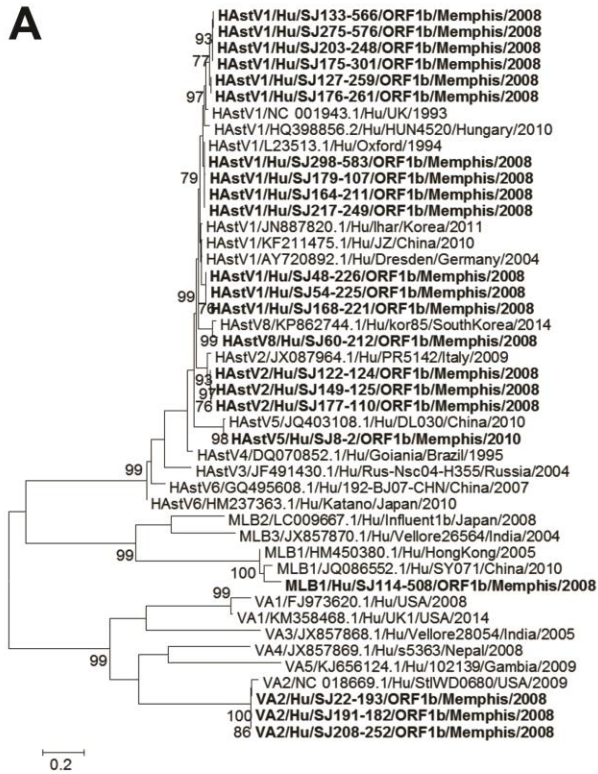 A
HAstV1/Hu/SJ133-566/ORF1b/Memphis/2008
HAstV1/Hu/SJ275-576/ORF1b/Memphis/2008
93
HAstV1/Hu/SJ203-248/ORF1b/Memphis/2008
77
HAstV1/Hu/SJ175-301/ORF1b/Memphis/2008
HAstV1/Hu/SJ127-259/ORF1b/Memphis/2008
97
HAstV1/Hu/SJ176-261/ORF1b/Memphis/2008
HAstV1/NC 001943.1/Hu/UK/1993
HAstV1/HQ398856.2/Hu/HUN4520/Hungary/2010
HAstV1/L23513.1/Hu/Oxford/1994
HAstV1/Hu/SJ298-583/ORF1b/Memphis/2008
79
HAstV1/Hu/SJ179-107/ORF1b/Memphis/2008
HAstV1/Hu/SJ164-211/ORF1b/Memphis/2008
HAstV1/Hu/SJ217-249/ORF1b/Memphis/2008
HAstV1/JN887820.1/Hu/lhar/Korea/2011
HAstV1/KF211475.1/Hu/JZ/China/2010
HAstV1/AY720892.1/Hu/Dresden/Germany/2004
HAstV1/Hu/SJ48-226/ORF1b/Memphis/2008
99
HAstV1/Hu/SJ54-225/ORF1b/Memphis/2008
76
HAstV1/Hu/SJ168-221/ORF1b/Memphis/2008
HAstV8/KP862744.1/Hu/kor85/SouthKorea/2014
99
HAstV8/Hu/SJ60-212/ORF1b/Memphis/2008
HAstV2/JX087964.1/Hu/PR5142/Italy/2009
HAstV2/Hu/SJ122-124/ORF1b/Memphis/2008
93
HAstV2/Hu/SJ149-125/ORF1b/Memphis/2008
97
HAstV2/Hu/SJ177-110/ORF1b/Memphis/2008
76
HAstV5/JQ403108.1/Hu/DL030/China/2010
98
HAstV5/Hu/SJ8-2/ORF1b/Memphis/2010
HAstV4/DQ070852.1/Hu/Goiania/Brazil/1995
99
HAstV3/JF491430.1/Hu/Rus-Nsc04-H355/Russia/2004
HAstV6/GQ495608.1/Hu/192-BJ07-CHN/China/2007
HAstV6/HM237363.1/Hu/Katano/Japan/2010
MLB2/LC009667.1/Hu/Influent1b/Japan/2008
MLB3/JX857870.1/Hu/Vellore26564/India/2004
99
MLB1/HM450380.1/Hu/HongKong/2005
MLB1/JQ086552.1/Hu/SY071/China/2010
100
MLB1/Hu/SJ114-508/ORF1b/Memphis/2008
99
VA1/FJ973620.1/Hu/USA/2008
VA1/KM358468.1/Hu/UK1/USA/2014
VA3/JX857868.1/Hu/Vellore28054/India/2005
VA4/JX857869.1/Hu/s5363/Nepal/2008
99
VA5/KJ656124.1/Hu/102139/Gambia/2009
VA2/NC 018669.1/Hu/StlWD0680/USA/2009
VA2/Hu/SJ22-193/ORF1b/Memphis/2008
100
VA2/Hu/SJ191-182/ORF1b/Memphis/2008
86
VA2/Hu/SJ208-252/ORF1b/Memphis/2008
0.2